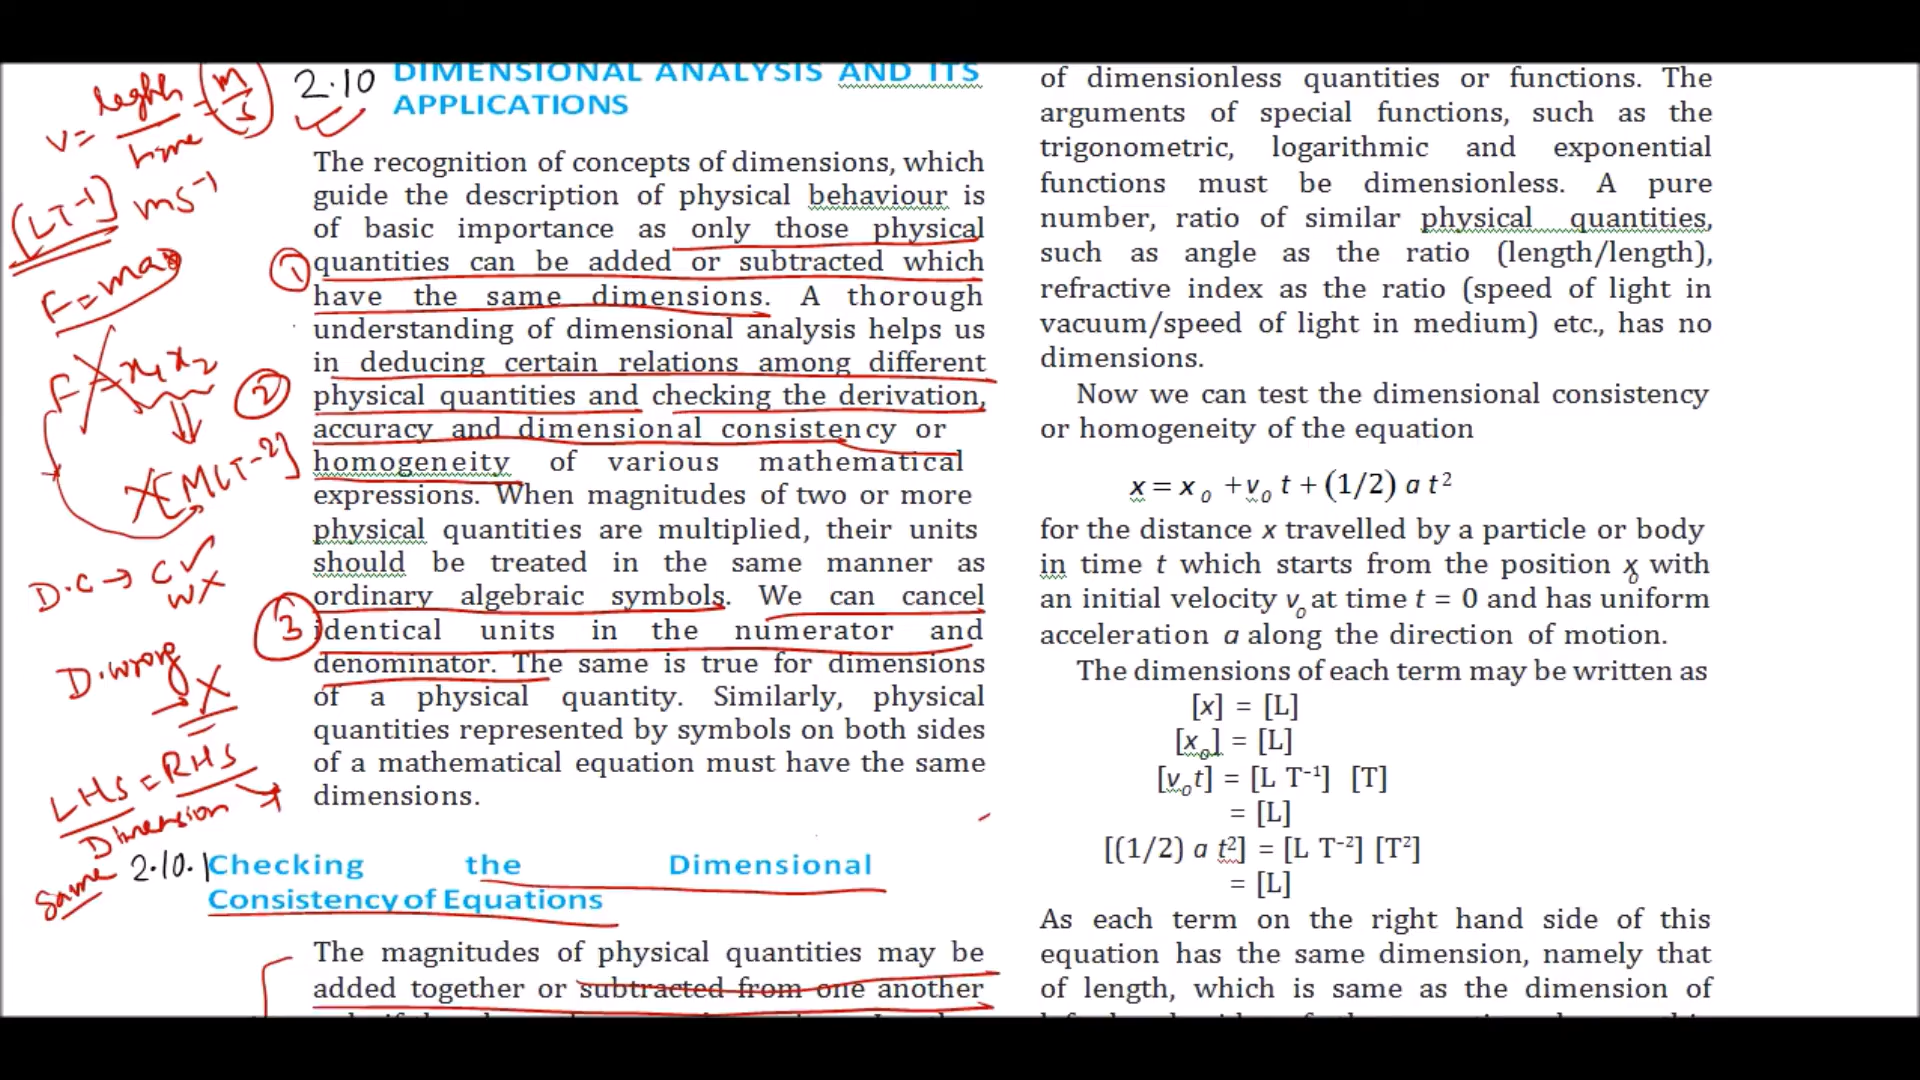 v= leghth/time = m/s
[LT-1] ms-1
F=ma
F = x1 x2
X[MLT-2]
D.C → C ✓
W X
D.wrong
→ X
LHS = RHS
Dimension
Same
2.10
DIMENSIONAL ANALYSIS AND ITS
APPLICATIONS
The recognition of concepts of dimensions, which
guide the description of physical behaviour is
of basic importance as only those physical
① quantities can be added or subtracted which
have the same dimensions. A thorough
understanding of dimensional analysis helps us
in deducing certain relations among different
② physical quantities and checking the derivation,
accuracy and dimensional consistency or
homogeneity of various mathematical
expressions. When magnitudes of two or more
physical quantities are multiplied, their units
should be treated in the same manner as
ordinary algebraic symbols. We can cancel
③ identical units in the numerator and
denominator. The same is true for dimensions
of a physical quantity. Similarly, physical
quantities represented by symbols on both sides
of a mathematical equation must have the same
dimensions.
2.10.1 Checking the Dimensional
Consistency of Equations
The magnitudes of physical quantities may be
added together or subtracted from one another
of dimensionless quantities or functions. The
arguments of special functions, such as the
trigonometric, logarithmic and exponential
functions must be dimensionless. A pure
number, ratio of similar physical quantities,
such as angle as the ratio (length/length),
refractive index as the ratio (speed of light in
vacuum/speed of light in medium) etc., has no
dimensions.
Now we can test the dimensional consistency
or homogeneity of the equation
x = x₀ + v₀ t + (1/2) a t²
for the distance x travelled by a particle or body
in time t which starts from the position x₀ with
an initial velocity v₀ at time t = 0 and has uniform
acceleration a along the direction of motion.
The dimensions of each term may be written as
[x] = [L]
[x₀] = [L]
[v₀t] = [L T⁻¹] [T]
= [L]
[(1/2) a t²] = [L T⁻²] [T²]
= [L]
As each term on the right hand side of this
equation has the same dimension, namely that
of length, which is same as the dimension of